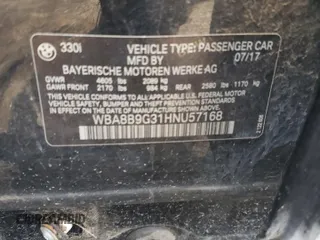 330i VEHICLE TYPE: PASSENGER CAR
MFD BY 07/17
BAYERISCHE MOTOREN WERKE AG
GVWR 4605 lbs 2089 kg
GAWR FRONT 2170 lbs 984 kg REAR 2580 lbs 1170 kg
THIS VEHICLE CONFORMS TO ALL APPLICABLE
U.S. FEDERAL MOTOR VEHICLE SAFETY, BUMPER,
AND THEFT PREVENTION STANDARDS IN EFFECT
ON THE DATE OF MANUFACTURE SHOWN ABOVE.
WBA8B9G31HNU57168